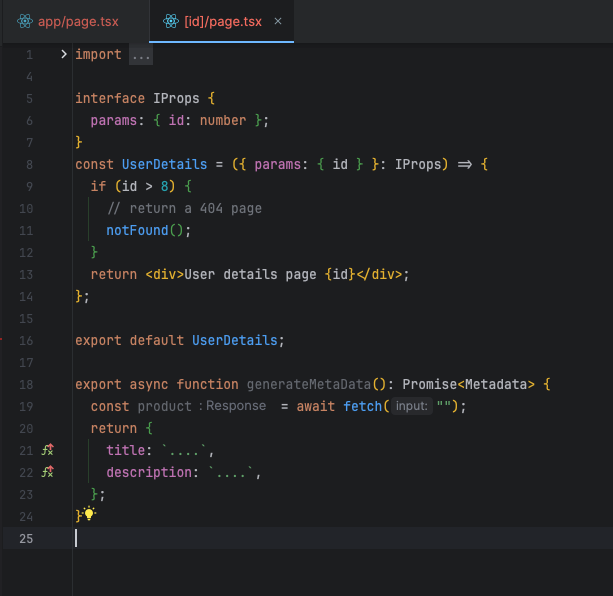 app/page.tsx
[id]/page.tsx ×
1 import ...
4
5 interface IProps {
6 params: { id: number };
7 }
8 const UserDetails = ({ params: { id } }: IProps) => {
9 if (id > 8) {
10 // return a 404 page
11 notFound();
12 }
13 return <div>User details page {id}</div>;
14 };
15
16 export default UserDetails;
17
18 export async function generateMetaData(): Promise<Metadata> {
19 const product : Response = await fetch( input: "");
20 return {
21 title: `....`,
22 description: `....`,
23 };
24 }
25